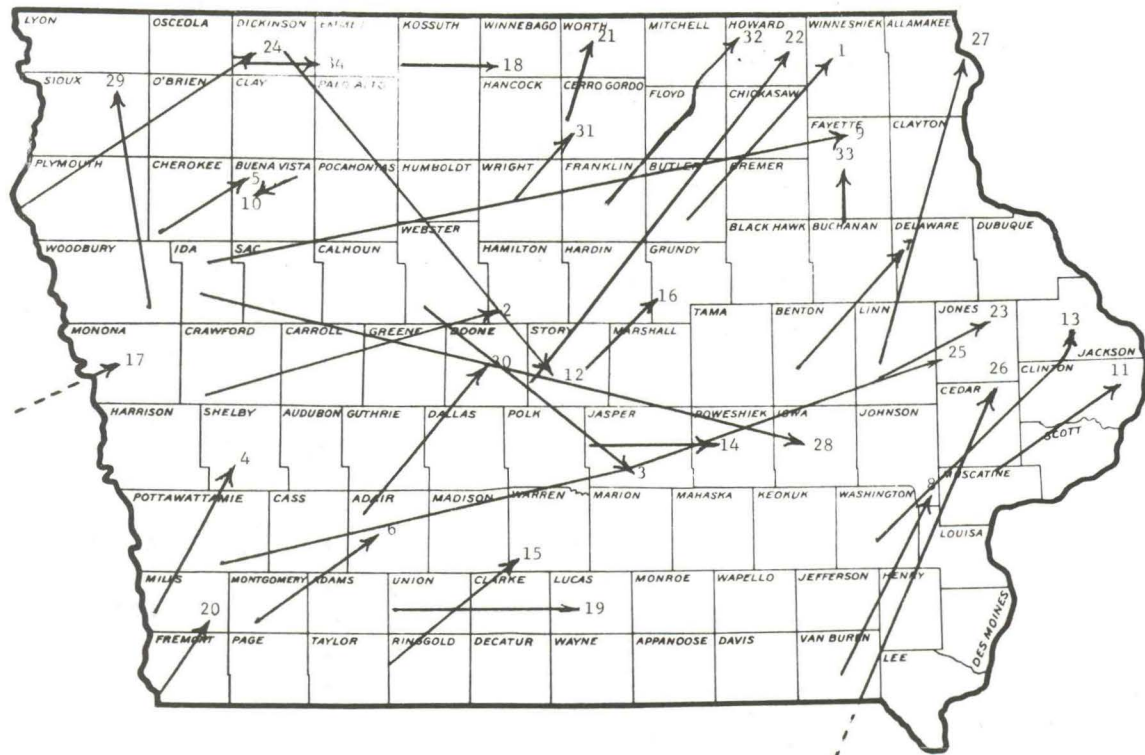 LYON OSCEOLA DICKINSON EMMET KOSSUTH WINNEBAGO WORTH MITCHELL HOWARD WINNESHIEK ALLAMAKEE
24 34 18 21 32 22 1 27
SIOUX 29 O'BRIEN CLAY PALO ALTO HANCOCK CERRO GORDO FLOYD CHICKASAW
31 FAYETTE 9 CLAYTON
PLYMOUTH CHEROKEE BUENA VISTA POCAHONTAS HUMBOLDT WRIGHT FRANKLIN BUTLER BREMER 33
5
10
WEBSTER BLACK HAWK BUCHANAN DELAWARE DUBUQUE
WOODBURY IDA SAC CALHOUN HAMILTON HARDIN GRUNDY 7
2 16
MONONA CRAWFORD CARROLL GREENE BOONE STORY MARSHALL TAMA BENTON LINN JONES 23 13
17 30 12 25 JACKSON
26 CLINTON 11
HARRISON SHELBY AUDUBON GUTHRIE DALLAS POLK JASPER POWESHIEK IOWA JOHNSON CEDAR
SCOTT
4 3 14 28
MUSCATINE
POTTAWATTAMIE CASS ADAIR MADISON WARREN MARION MAHASKA KEOKUK WASHINGTON 8
6 LOUISA
15
MILLS MONTGOMERY ADAMS UNION CLARKE LUCAS MONROE WAPELLO JEFFERSON HENRY
20 19 DES MOINES
FREMONT PAGE TAYLOR RINGGOLD DECATUR WAYNE APPANOOSE DAVIS VAN BUREN
LEE